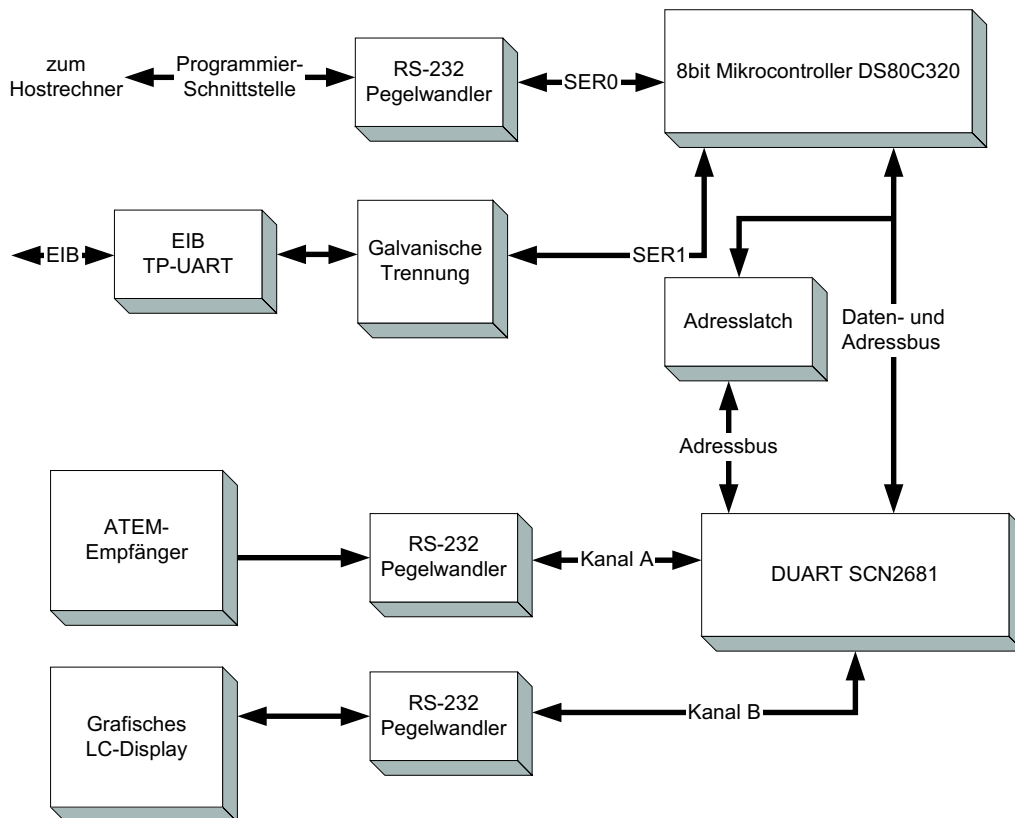 zum
Hostrechner
Programmier-
Schnittstelle
RS-232
Pegelwandler
SER0
8bit Mikrocontroller DS80C320
EIB
EIB
TP-UART
Galvanische
Trennung
SER1
Adresslatch
Daten- und
Adressbus
Adressbus
ATEM-
Empfänger
RS-232
Pegelwandler
Kanal A
DUART SCN2681
Grafisches
LC-Display
RS-232
Pegelwandler
Kanal B